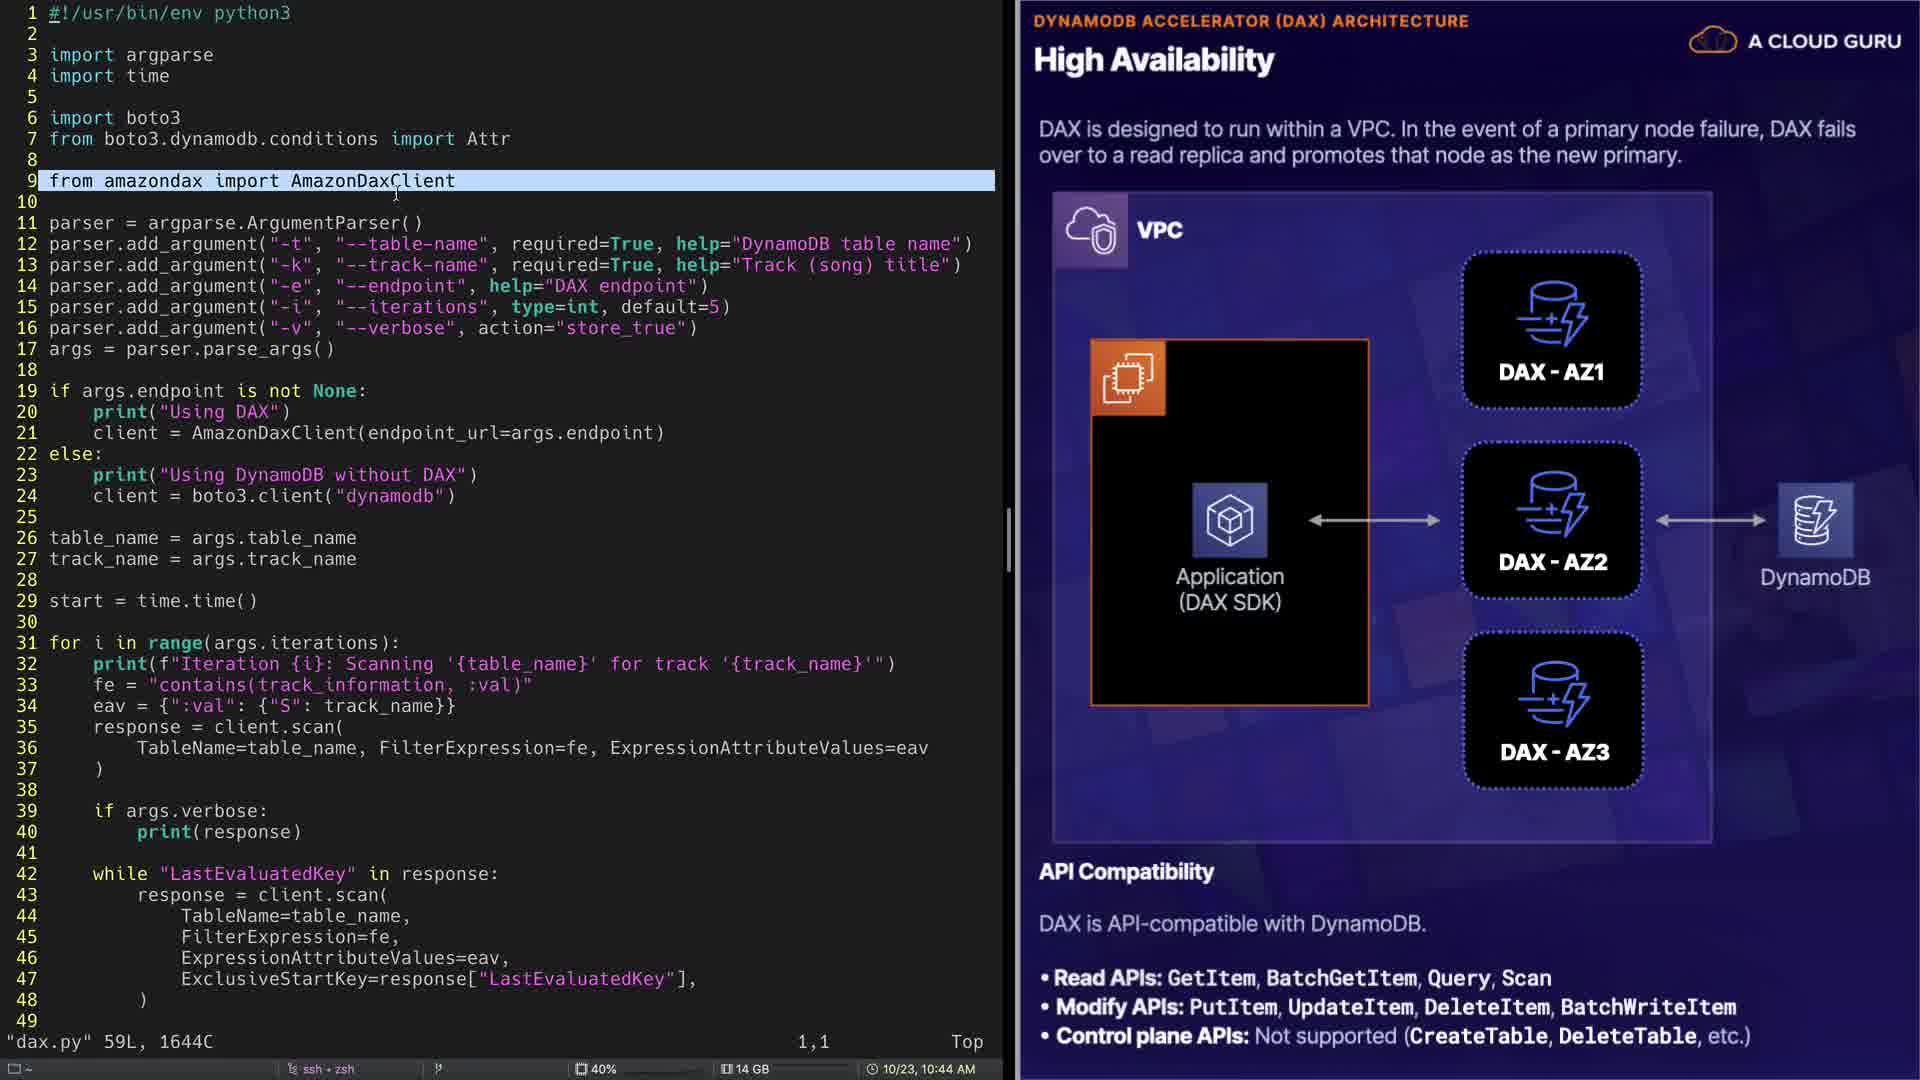 1 #!/usr/bin/env python3
2
3 import argparse
4 import time
5
6 import boto3
7 from boto3.dynamodb.conditions import Attr
8
9 from amazondax import AmazonDaxClient
10
11 parser = argparse.ArgumentParser()
12 parser.add_argument("-t", "--table-name", required=True, help="DynamoDB table name")
13 parser.add_argument("-k", "--track-name", required=True, help="Track (song) title")
14 parser.add_argument("-e", "--endpoint", help="DAX endpoint")
15 parser.add_argument("-i", "--iterations", type=int, default=5)
16 parser.add_argument("-v", "--verbose", action="store_true")
17 args = parser.parse_args()
18
19 if args.endpoint is not None:
20     print("Using DAX")
21     client = AmazonDaxClient(endpoint_url=args.endpoint)
22 else:
23     print("Using DynamoDB without DAX")
24     client = boto3.client("dynamodb")
25
26 table_name = args.table_name
27 track_name = args.track_name
28
29 start = time.time()
30
31 for i in range(args.iterations):
32     print(f"Iteration {i}: Scanning '{table_name}' for track '{track_name}'")
33     fe = "contains(track_information, :val)"
34     eav = {":val": {"S": track_name}}
35     response = client.scan(
36         TableName=table_name, FilterExpression=fe, ExpressionAttributeValues=eav
37     )
38
39     if args.verbose:
40         print(response)
41
42     while "LastEvaluatedKey" in response:
43         response = client.scan(
44             TableName=table_name,
45             FilterExpression=fe,
46             ExpressionAttributeValues=eav,
47             ExclusiveStartKey=response["LastEvaluatedKey"],
48         )
49
"dax.py" 59L, 1644C 1,1 Top
~ ssh • zsh 40% 14 GB 10/23, 10:44 AM
DYNAMODB ACCELERATOR (DAX) ARCHITECTURE
A CLOUD GURU
High Availability
DAX is designed to run within a VPC. In the event of a primary node failure, DAX fails
over to a read replica and promotes that node as the new primary.
VPC
DAX - AZ1
DAX - AZ2
DAX - AZ3
Application
(DAX SDK)
DynamoDB
API Compatibility
DAX is API-compatible with DynamoDB.
• Read APIs: GetItem, BatchGetItem, Query, Scan
• Modify APIs: PutItem, UpdateItem, DeleteItem, BatchWriteItem
• Control plane APIs: Not supported (CreateTable, DeleteTable, etc.)